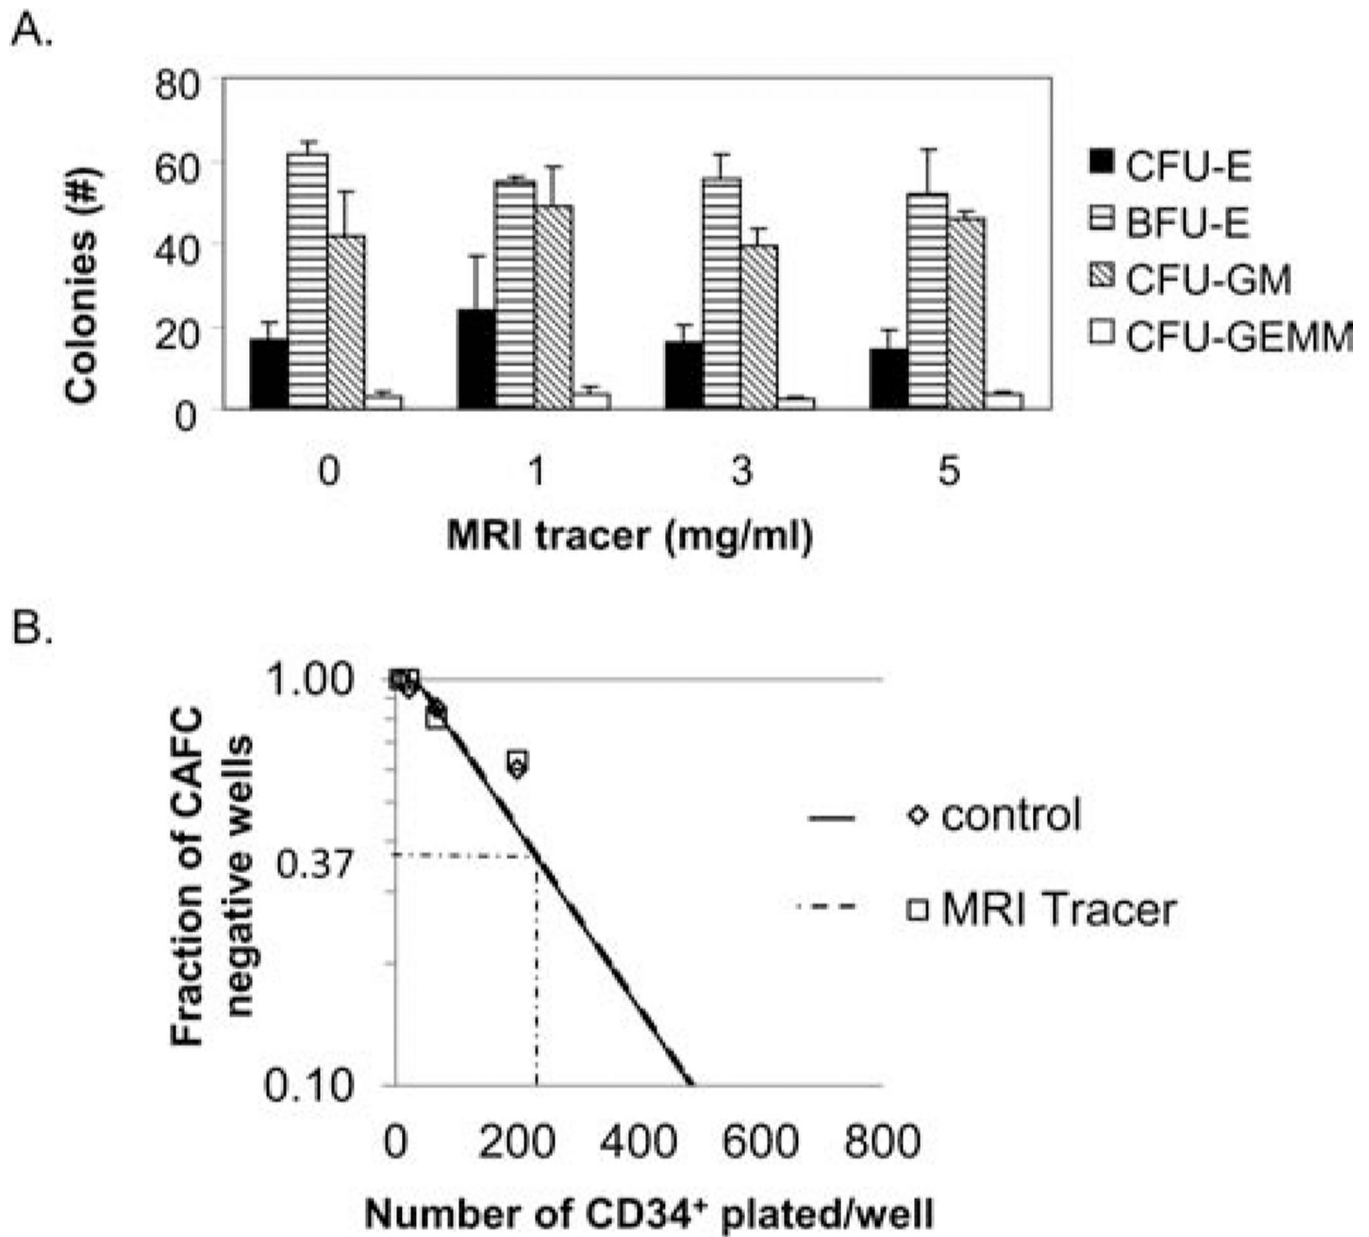 A.
80
60
40
20
0
Colonies (#)
0 1 3 5
MRI tracer (mg/ml)
CFU-E
BFU-E
CFU-GM
CFU-GEMM
B.
1.00
0.37
0.10
Fraction of CAFC
negative wells
0 200 400 600 800
Number of CD34⁺ plated/well
control
MRI Tracer